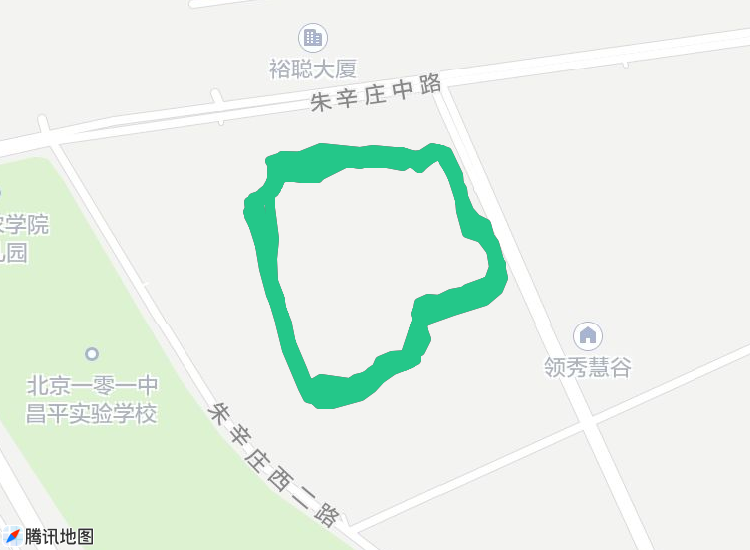 裕聪大厦
朱辛庄中路
农学院
儿园
北京一零一中
昌平实验学校
领秀慧谷
朱辛庄西二路
腾讯地图